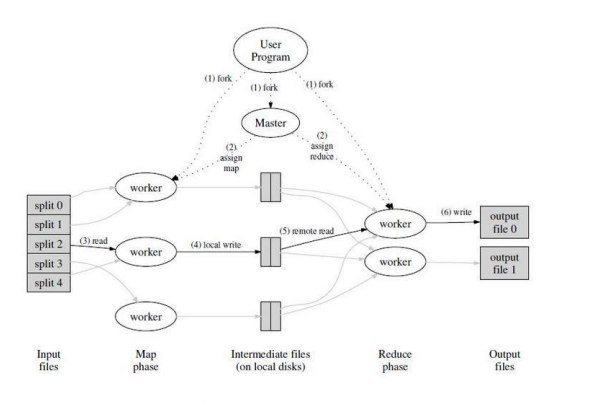 User
Program
(1) fork
(1) fork
(1) fork
Master
(2)
assign
map
(2)
assign
reduce
worker
split 0
split 1
split 2
split 3
split 4
(3) read
worker
(4) local write
worker
(5) remote read
worker
(6) write
worker
output
file 0
output
file 1
Input
files
Map
phase
Intermediate files
(on local disks)
Reduce
phase
Output
files